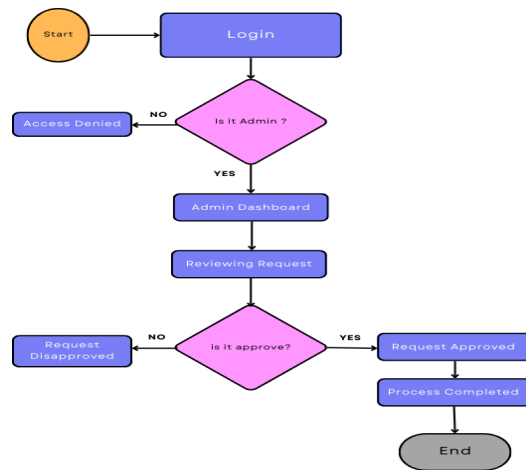 Start
Login
Is it Admin ?
NO
Access Denied
YES
Admin Dashboard
Reviewing Request
is it approve?
NO
Request
Disapproved
YES
Request Approved
Process Completed
End